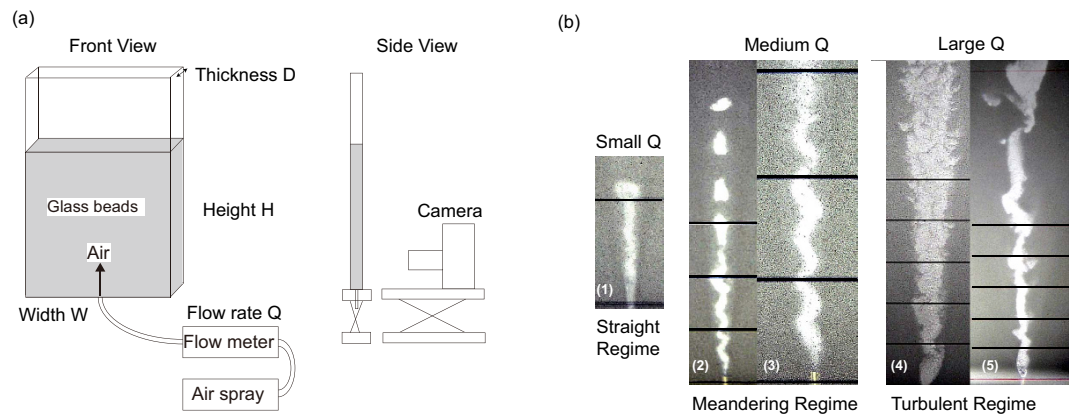 (a)
Front View
Side View
Thickness D
Glass beads
Height H
Camera
Air
Width W
Flow rate Q
Flow meter
Air spray
(b)
Medium Q
Large Q
Small Q
(1)
Straight
Regime
(2)
(3)
(4)
(5)
Meandering Regime
Turbulent Regime